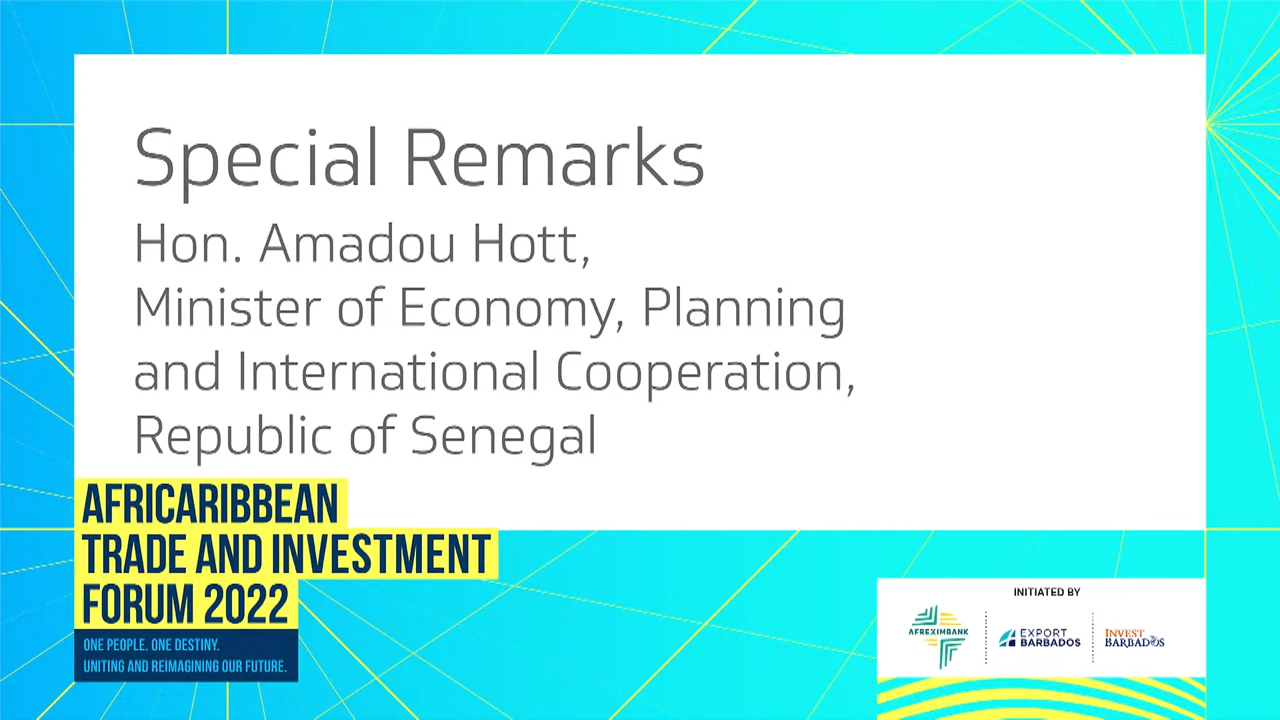 Special Remarks
Hon. Amadou Hott,
Minister of Economy, Planning
and International Cooperation,
Republic of Senegal
AFRICARIBBEAN
TRADE AND INVESTMENT
FORUM 2022
ONE PEOPLE. ONE DESTINY.
UNITING AND REIMAGINING OUR FUTURE.
INITIATED BY
AFREXIMBANK
EXPORT
BARBADOS
INVEST
BARBADOS